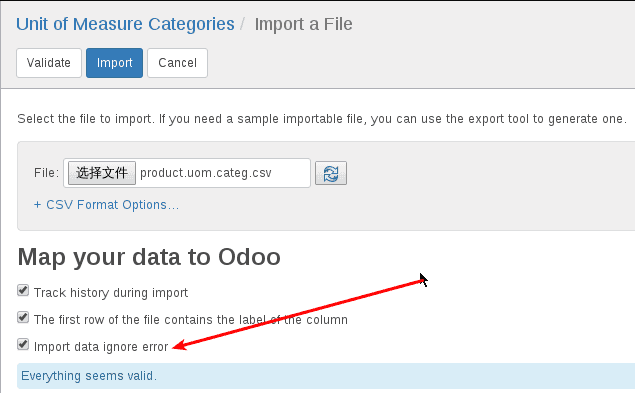 Unit of Measure Categories / Import a File
Validate Import Cancel
Select the file to import. If you need a sample importable file, you can use the export tool to generate one.
File: 选择文件 product.uom.categ.csv
+ CSV Format Options...
Map your data to Odoo
Track history during import
The first row of the file contains the label of the column
Import data ignore error
Everything seems valid.